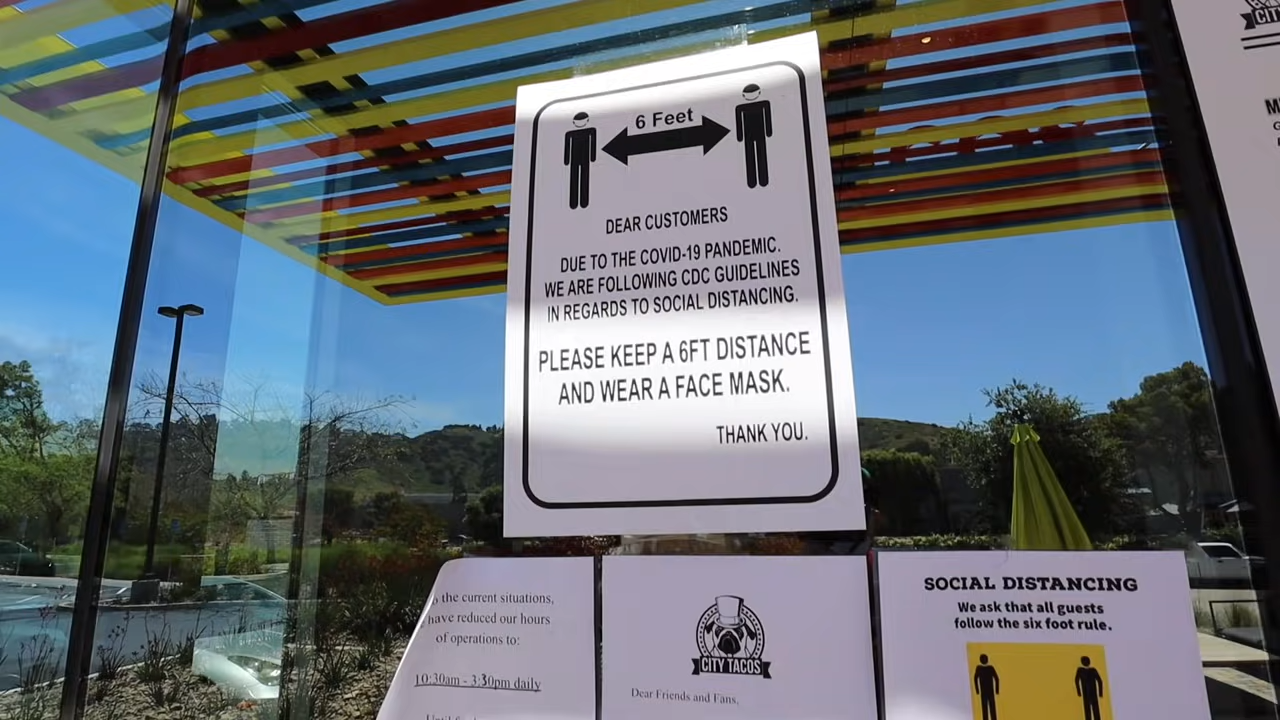 6 Feet
DEAR CUSTOMERS
DUE TO THE COVID-19 PANDEMIC.
WE ARE FOLLOWING CDC GUIDELINES
IN REGARDS TO SOCIAL DISTANCING.
PLEASE KEEP A 6FT DISTANCE
AND WEAR A FACE MASK.
THANK YOU.
the current situations,
have reduced our hours
of operations to:
10:30am - 3:30pm daily
CITY TACOS
Dear Friends and Fans,
SOCIAL DISTANCING
We ask that all guests
follow the six foot rule.
CITY